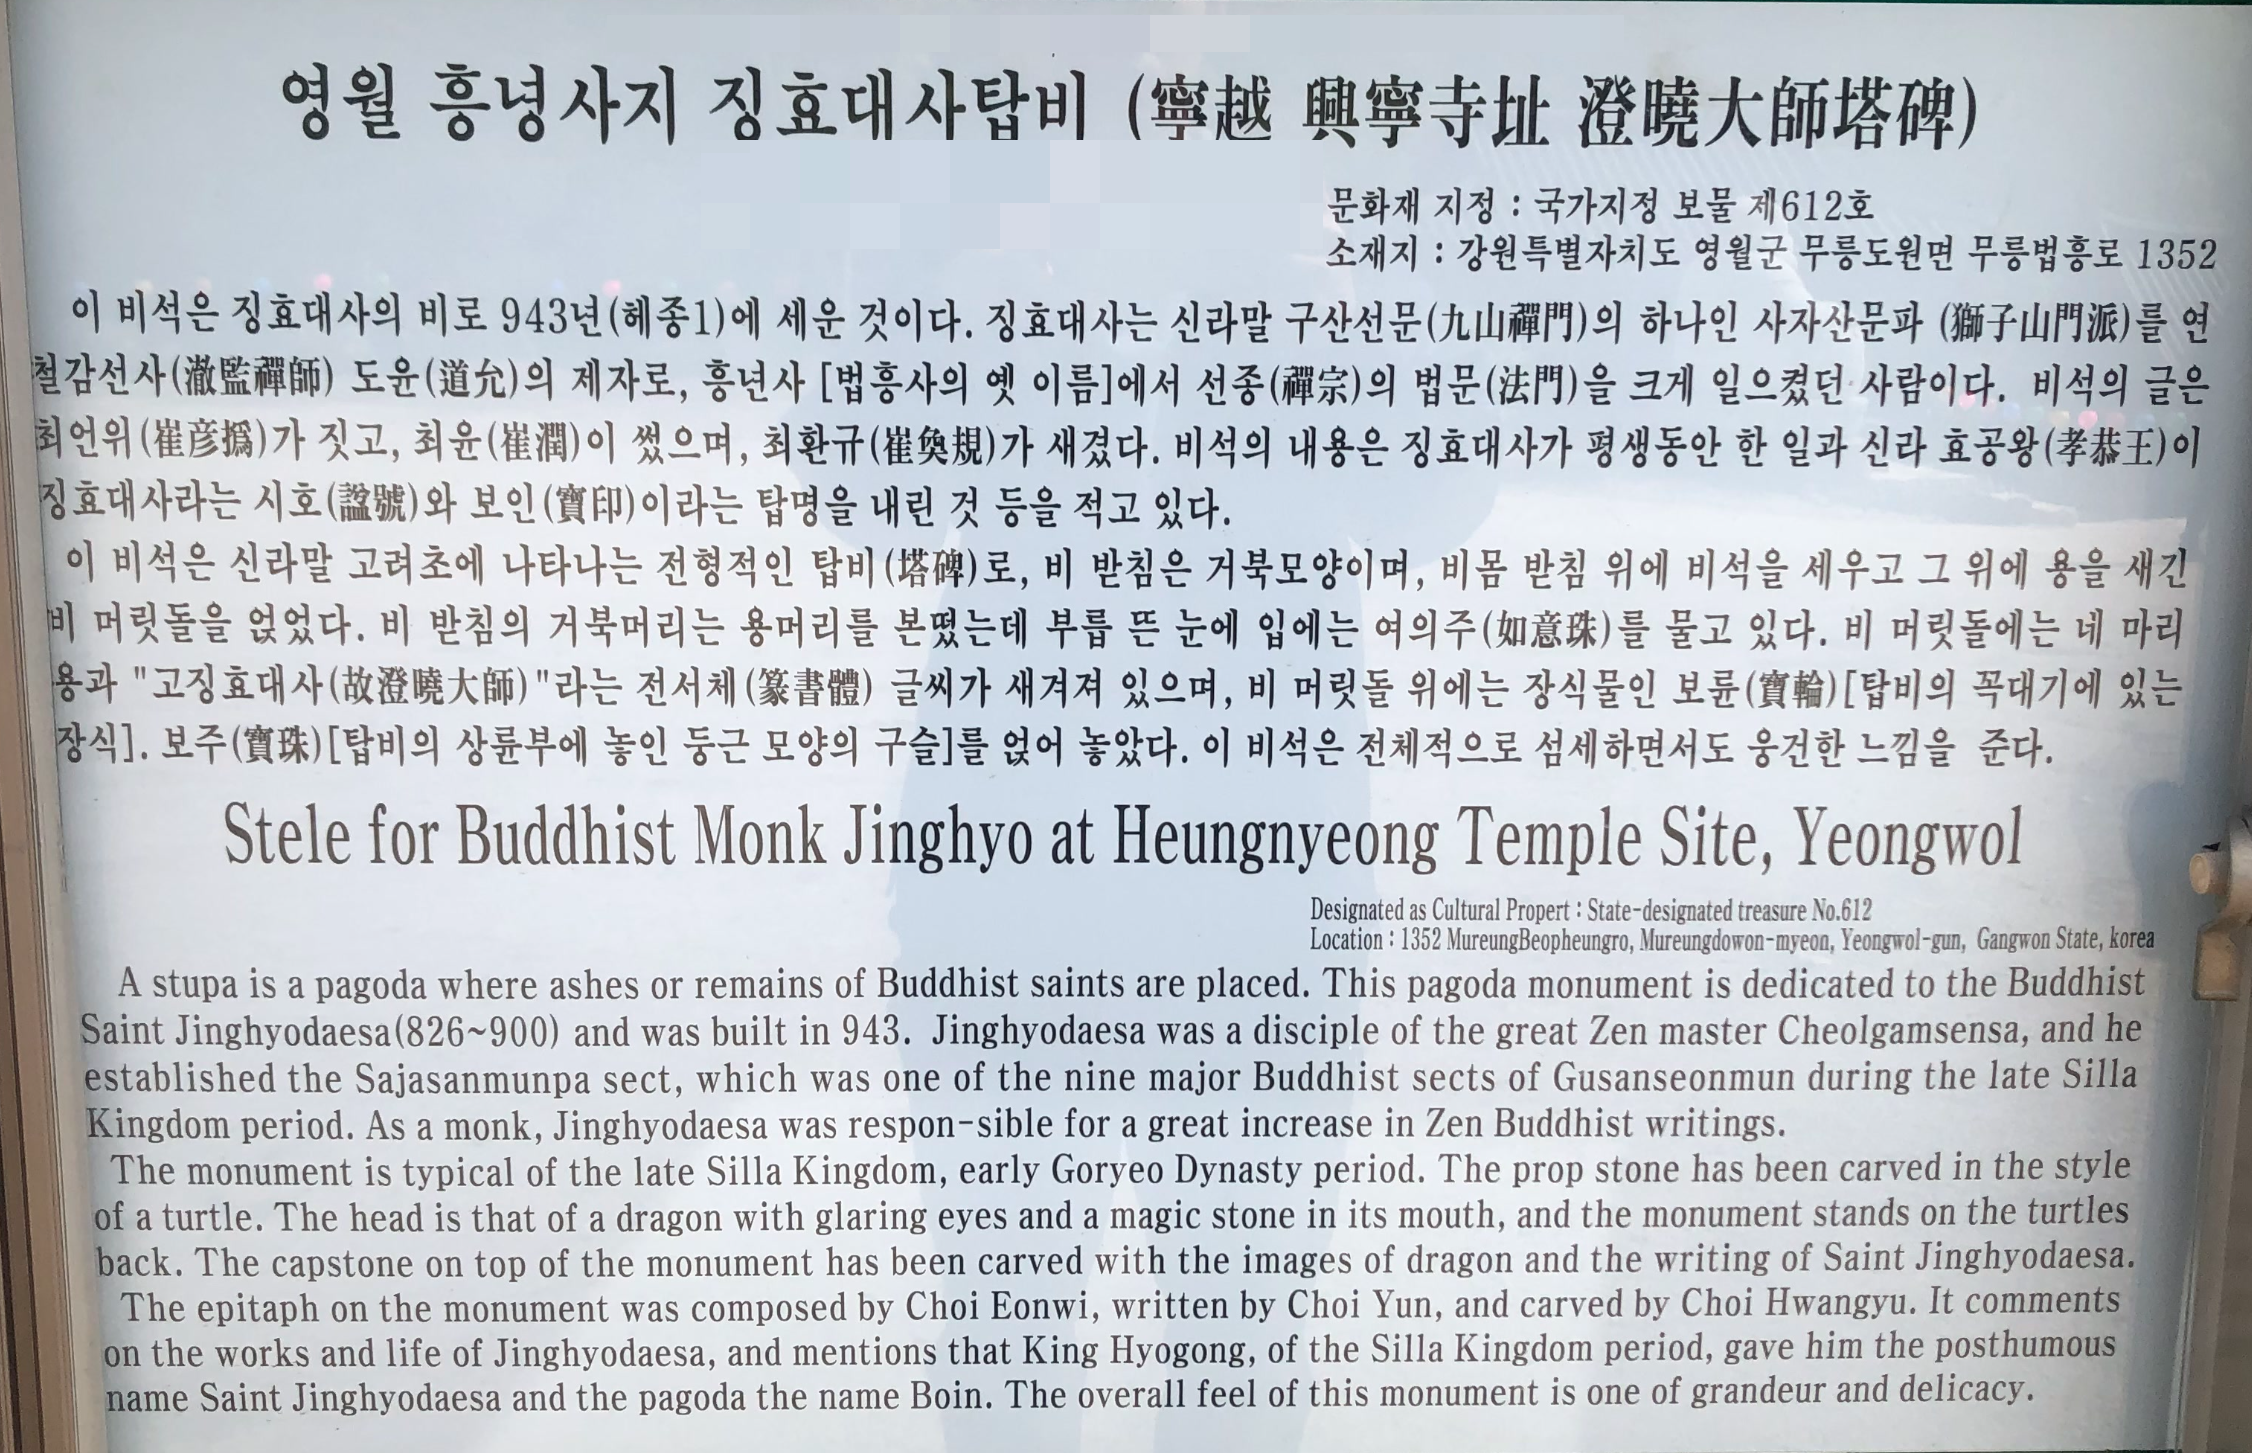 영월 흥녕사지 징효대사탑비 (寧越 興寧寺址 澄曉大師塔碑)
문화재 지정 : 국가지정 보물 제612호
소재지 : 강원특별자치도 영월군 무릉도원면 무릉법흥로 1352
이 비석은 징효대사의 비로 943년(혜종1)에 세운 것이다. 징효대사는 신라말 구산선문(九山禪門)의 하나인 사자산문파 (獅子山門派)를 연
철감선사(澈監禪師) 도윤(道允)의 제자로, 흥년사 [법흥사의 옛 이름]에서 선종(禪宗)의 법문(法門)을 크게 일으켰던 사람이다. 비석의 글은
최언위(崔彦撝)가 짓고, 최윤(崔潤)이 썼으며, 최환규(崔奐規)가 새겼다. 비석의 내용은 징효대사가 평생동안 한 일과 신라 효공왕(孝恭王)이
징효대사라는 시호(諡號)와 보인(寶印)이라는 탑명을 내린 것 등을 적고 있다.
이 비석은 신라말 고려초에 나타나는 전형적인 탑비(塔碑)로, 비 받침은 거북모양이며, 비몸 받침 위에 비석을 세우고 그 위에 용을 새긴
비 머릿돌을 얹었다. 비 받침의 거북머리는 용머리를 본떴는데 부릅 뜬 눈에 입에는 여의주(如意珠)를 물고 있다. 비 머릿돌에는 네 마리
용과 "고징효대사(故澄曉大師)"라는 전서체(篆書體) 글씨가 새겨져 있으며, 비 머릿돌 위에는 장식물인 보륜(寶輪)[탑비의 꼭대기에 있는
장식]. 보주(寶珠)[탑비의 상륜부에 놓인 둥근 모양의 구슬]를 얹어 놓았다. 이 비석은 전체적으로 섬세하면서도 웅건한 느낌을 준다.
Stele for Buddhist Monk Jinghyo at Heungnyeong Temple Site, Yeongwol
Designated as Cultural Propert : State-designated treasure No.612
Location : 1352 MureungBeopheungro, Mureungdowon-myeon, Yeongwol-gun, Gangwon State, korea
A stupa is a pagoda where ashes or remains of Buddhist saints are placed. This pagoda monument is dedicated to the Buddhist
Saint Jinghyodaesa(826~900) and was built in 943. Jinghyodaesa was a disciple of the great Zen master Cheolgamsensa, and he
established the Sajasanmunpa sect, which was one of the nine major Buddhist sects of Gusanseonmun during the late Silla
Kingdom period. As a monk, Jinghyodaesa was respon-sible for a great increase in Zen Buddhist writings.
The monument is typical of the late Silla Kingdom, early Goryeo Dynasty period. The prop stone has been carved in the style
of a turtle. The head is that of a dragon with glaring eyes and a magic stone in its mouth, and the monument stands on the turtles
back. The capstone on top of the monument has been carved with the images of dragon and the writing of Saint Jinghyodaesa.
The epitaph on the monument was composed by Choi Eonwi, written by Choi Yun, and carved by Choi Hwangyu. It comments
on the works and life of Jinghyodaesa, and mentions that King Hyogong, of the Silla Kingdom period, gave him the posthumous
name Saint Jinghyodaesa and the pagoda the name Boin. The overall feel of this monument is one of grandeur and delicacy.